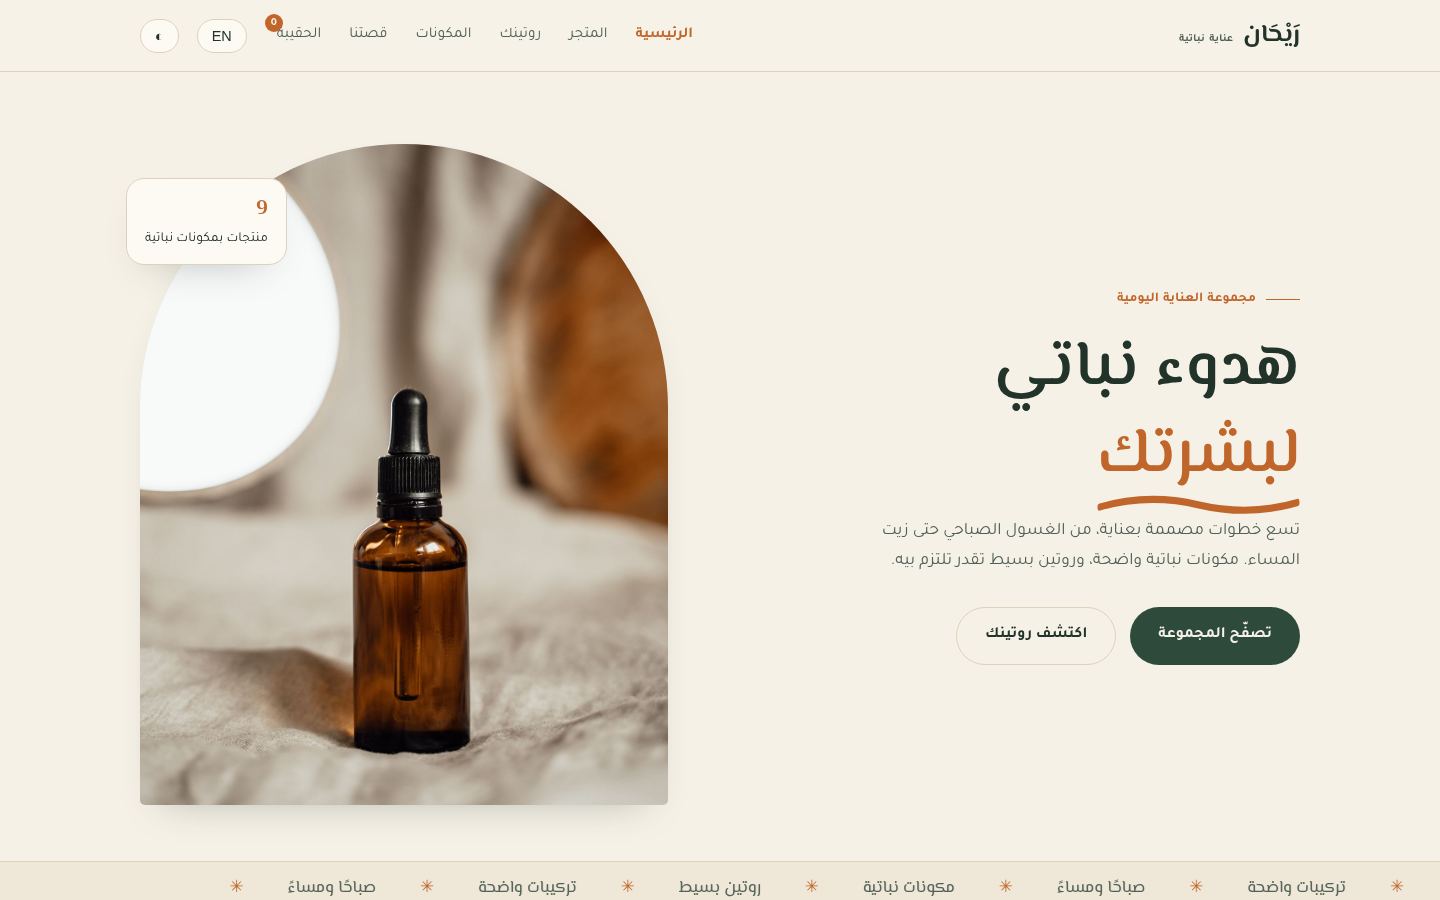 رَيْحَان
عناية نباتية
الرئيسية
المتجر
روتينك
المكونات
قصتنا
الحقيبة
0
EN
9
منتجات بمكونات نباتية
مجموعة العناية اليومية
هدوء نباتي
لبشرتك
تسع خطوات مصممة بعناية، من الغسول الصباحي حتى زيت
المساء. مكونات نباتية واضحة، وروتين بسيط تقدر تلتزم بيه.
تصفّح المجموعة
اكتشف روتينك
✳ تركيبات واضحة ✳ صباحًا ومساءً ✳ مكونات نباتية ✳ روتين بسيط ✳ تركيبات واضحة ✳ صباحًا ومساءً ✳